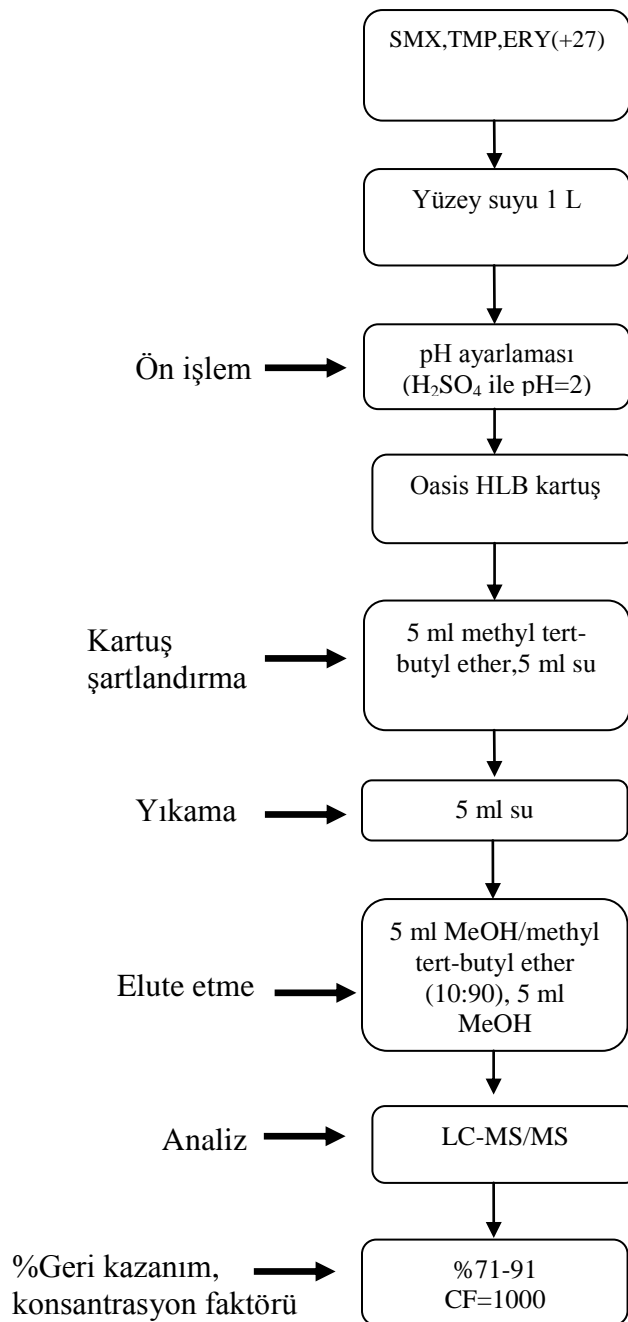 SMX,TMP,ERY(+27)
Yüzey suyu 1 L
Ön işlem
pH ayarlaması
(H₂SO₄ ile pH=2)
Oasis HLB kartuş
Kartuş
şartlandırma
5 ml methyl tert-
butyl ether,5 ml su
Yıkama
5 ml su
Elute etme
5 ml MeOH/methyl
tert-butyl ether
(10:90), 5 ml
MeOH
Analiz
LC-MS/MS
%Geri kazanım,
konsantrasyon faktörü
%71-91
CF=1000